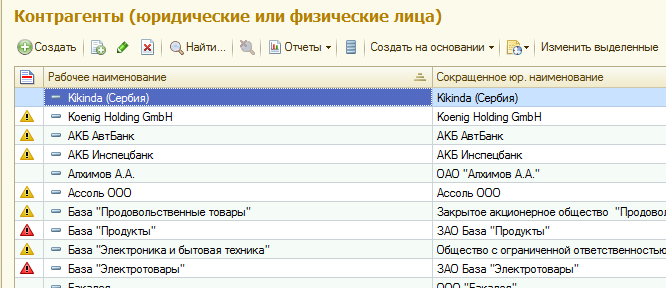 Контрагенты (юридические или физические лица)
Создать Найти... Отчеты Создать на основании Изменить выделенные
Рабочее наименование Сокращенное юр. наименование
Kikinda (Сербия) Kikinda (Сербия)
Koenig Holding GmbH Koenig Holding GmbH
АКБ АвтБанк АКБ АвтБанк
АКБ Инспецбанк АКБ Инспецбанк
Алхимов А.А. ОАО "Алхимов А.А."
Ассоль ООО Ассоль ООО
База "Продовольственные товары" Закрытое акционерное общество "Продово
База "Продукты" ЗАО База "Продукты"
База "Электроника и бытовая техника" Общество с ограниченной ответственностью
База "Электротовары" ЗАО База "Электротовары"